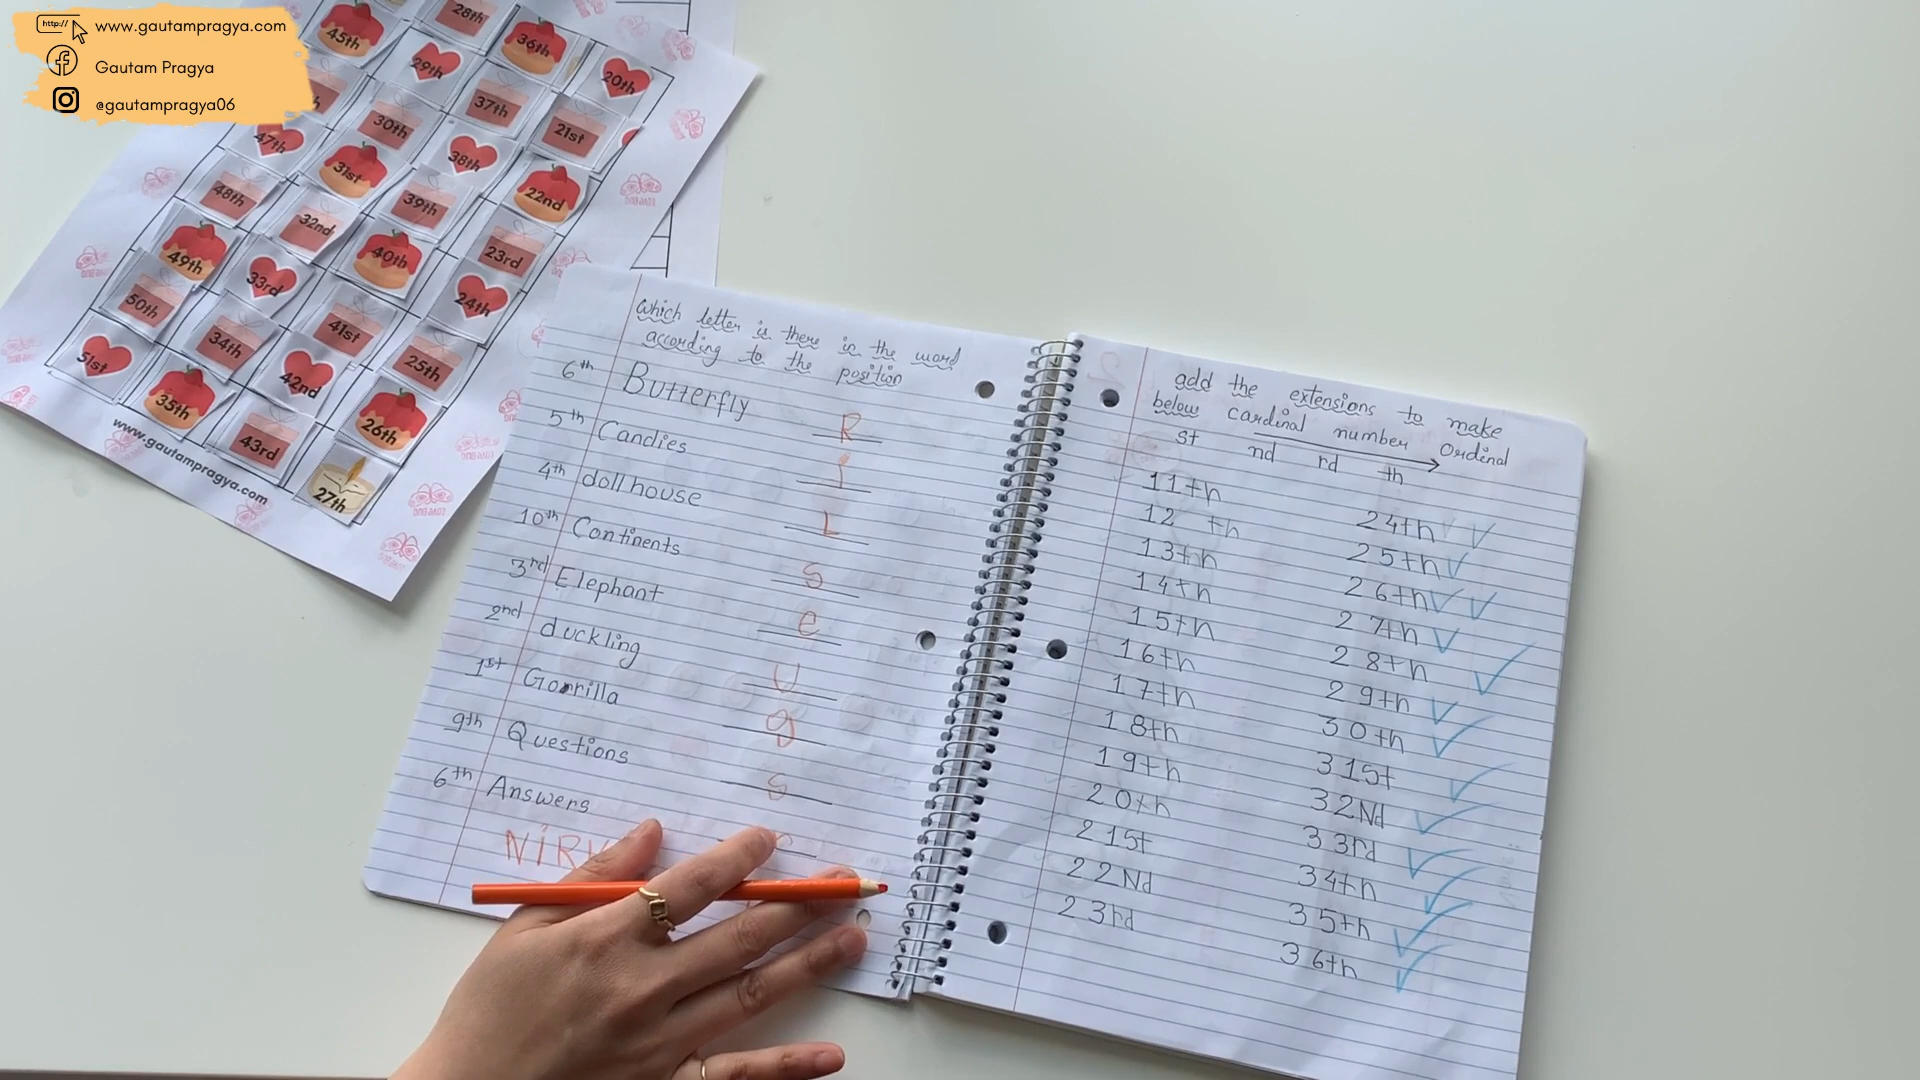 http://
www.gautampragya.com
Gautam Pragya
@gautampragya06
45th 28th 36th 20th
29th 37th 21st
47th 30th 38th 22nd
48th 31st 39th 23rd
49th 32nd 40th 24th
50th 33rd 41st 25th
51st 34th 42nd 26th
35th 43rd 27th
www.gautampragya.com
Which letter is there in the word
according to the position
6th Butterfly R
5th Candies i
4th dollhouse L
10th Continents S
3rd Elephant e
2nd duckling U
1st Gorrilla g
9th Questions S
6th Answers
add the extensions to make
below cardinal number Ordinal
st nd rd th
11th
12 th
13th
14th
15th
16th
17th
18th
19th
20th
21st
22Nd
23rd
24th
25th
26th
27th
28th
29th
30th
31st
32Nd
33rd
34th
35th
36th